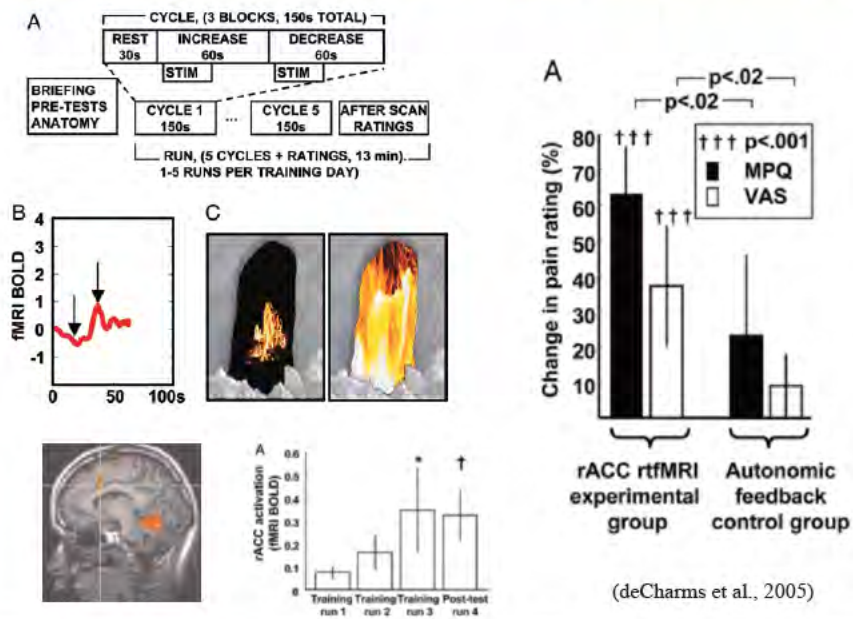 A
CYCLE, (3 BLOCKS, 150s TOTAL)
REST
30s
INCREASE
60s
DECREASE
60s
STIM
STIM
BRIEFING
PRE-TESTS
ANATOMY
CYCLE 1
150s
...
CYCLE 5
150s
AFTER SCAN
RATINGS
RUN, (5 CYCLES + RATINGS, 13 min).
1-5 RUNS PER TRAINING DAY)
B
fMRI BOLD
4
3
2
1
0
-1
0
50
100s
C
A
rACC activation
(fMRI BOLD)
0.6
0.5
0.4
0.3
0.2
0.1
0
*
†
Training
run 1
Training
run 2
Training
run 3
Post-test
run 4
A
p<.02
p<.02
Change in pain rating (%)
80
70
60
50
40
30
20
10
†††
†††
††† p<.001
MPQ
VAS
rACC rtfMRI
experimental
group
Autonomic
feedback
control group
(deCharms et al., 2005)